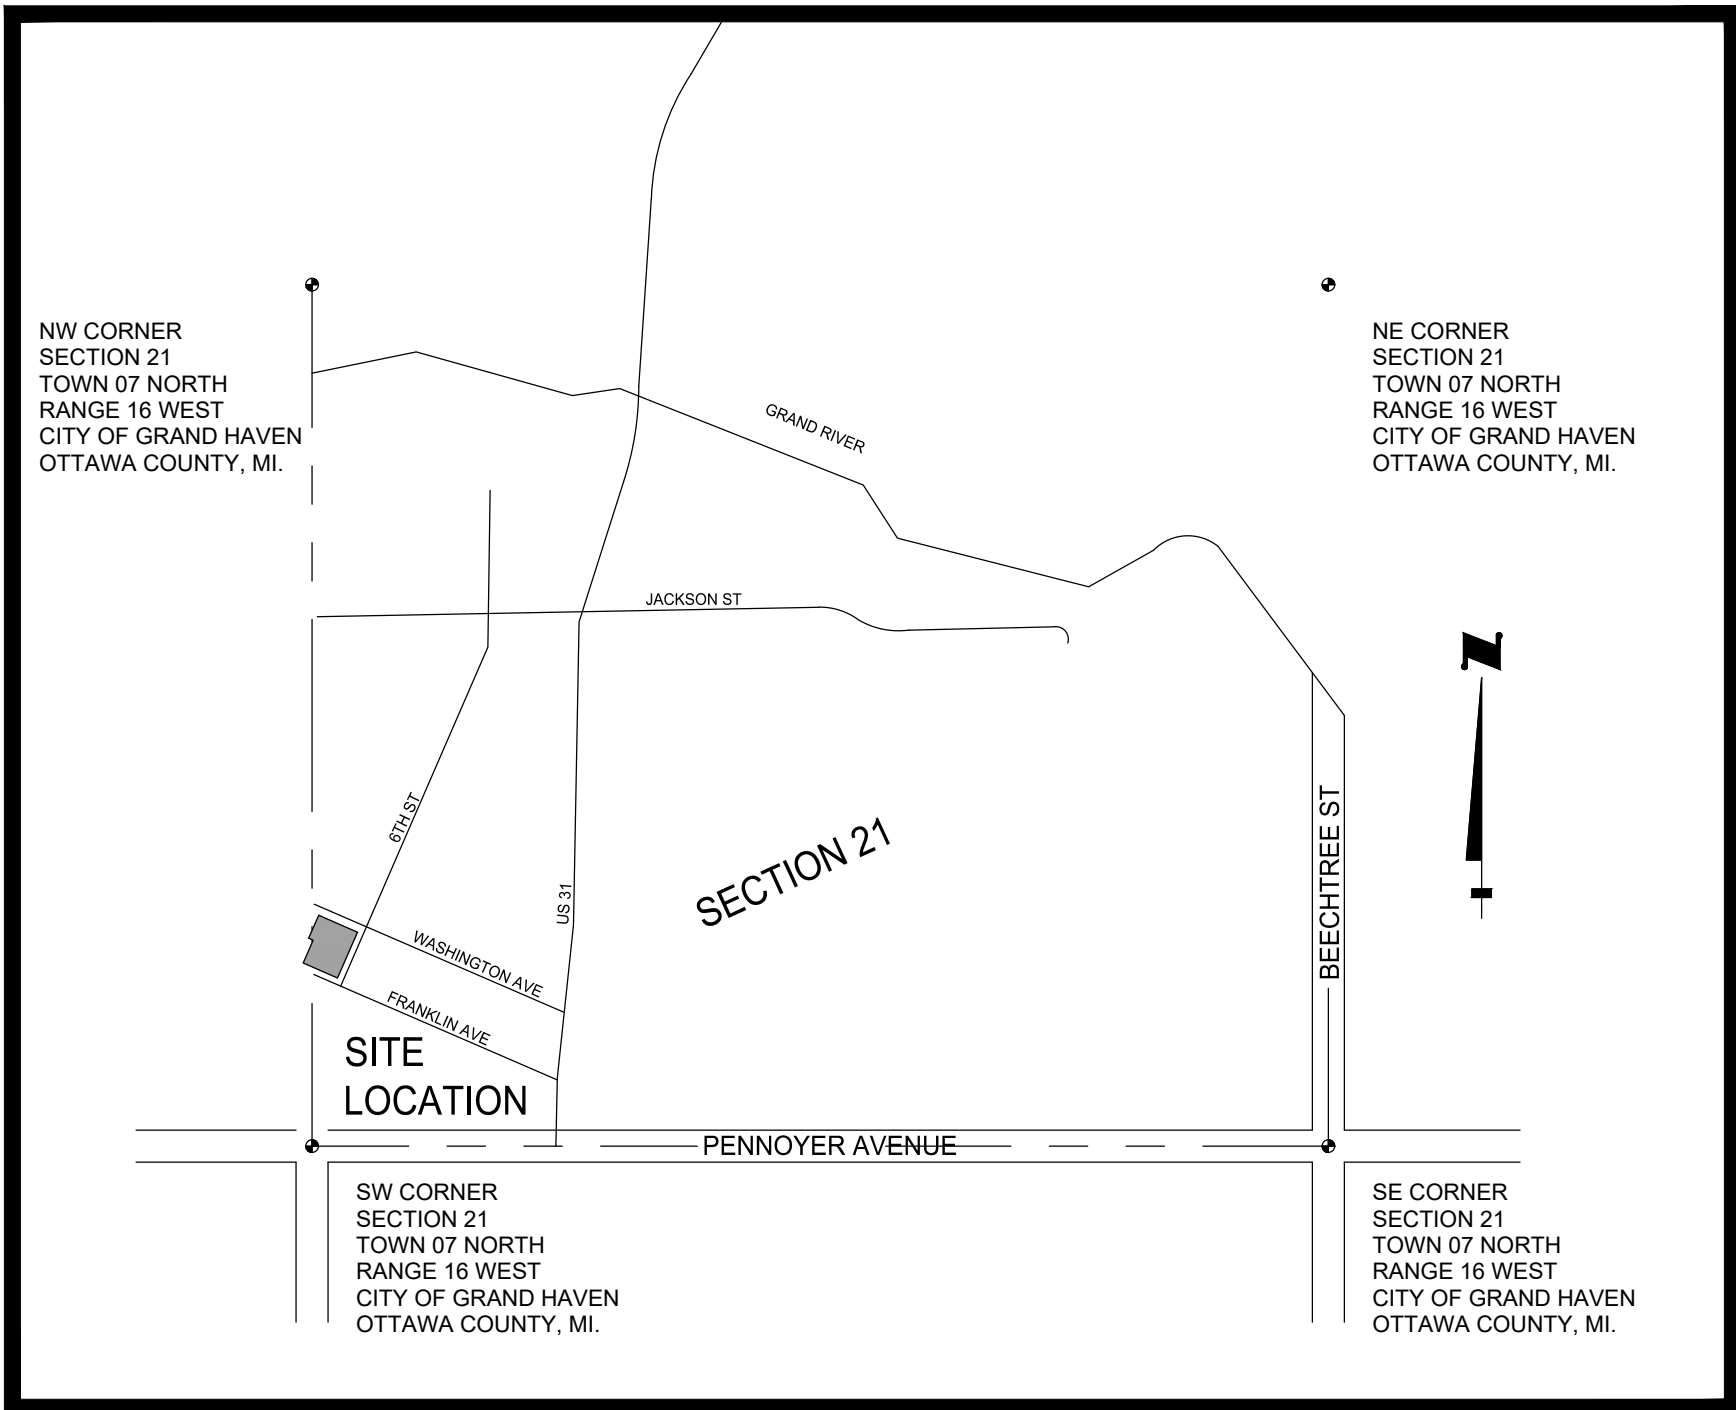 NW CORNER
SECTION 21
TOWN 07 NORTH
RANGE 16 WEST
CITY OF GRAND HAVEN
OTTAWA COUNTY, MI.
NE CORNER
SECTION 21
TOWN 07 NORTH
RANGE 16 WEST
CITY OF GRAND HAVEN
OTTAWA COUNTY, MI.
GRAND RIVER
JACKSON ST
N
6TH ST
US 31
SECTION 21
BEECHTREE ST
WASHINGTON AVE
FRANKLIN AVE
SITE
LOCATION
PENNOYER AVENUE
SW CORNER
SECTION 21
TOWN 07 NORTH
RANGE 16 WEST
CITY OF GRAND HAVEN
OTTAWA COUNTY, MI.
SE CORNER
SECTION 21
TOWN 07 NORTH
RANGE 16 WEST
CITY OF GRAND HAVEN
OTTAWA COUNTY, MI.